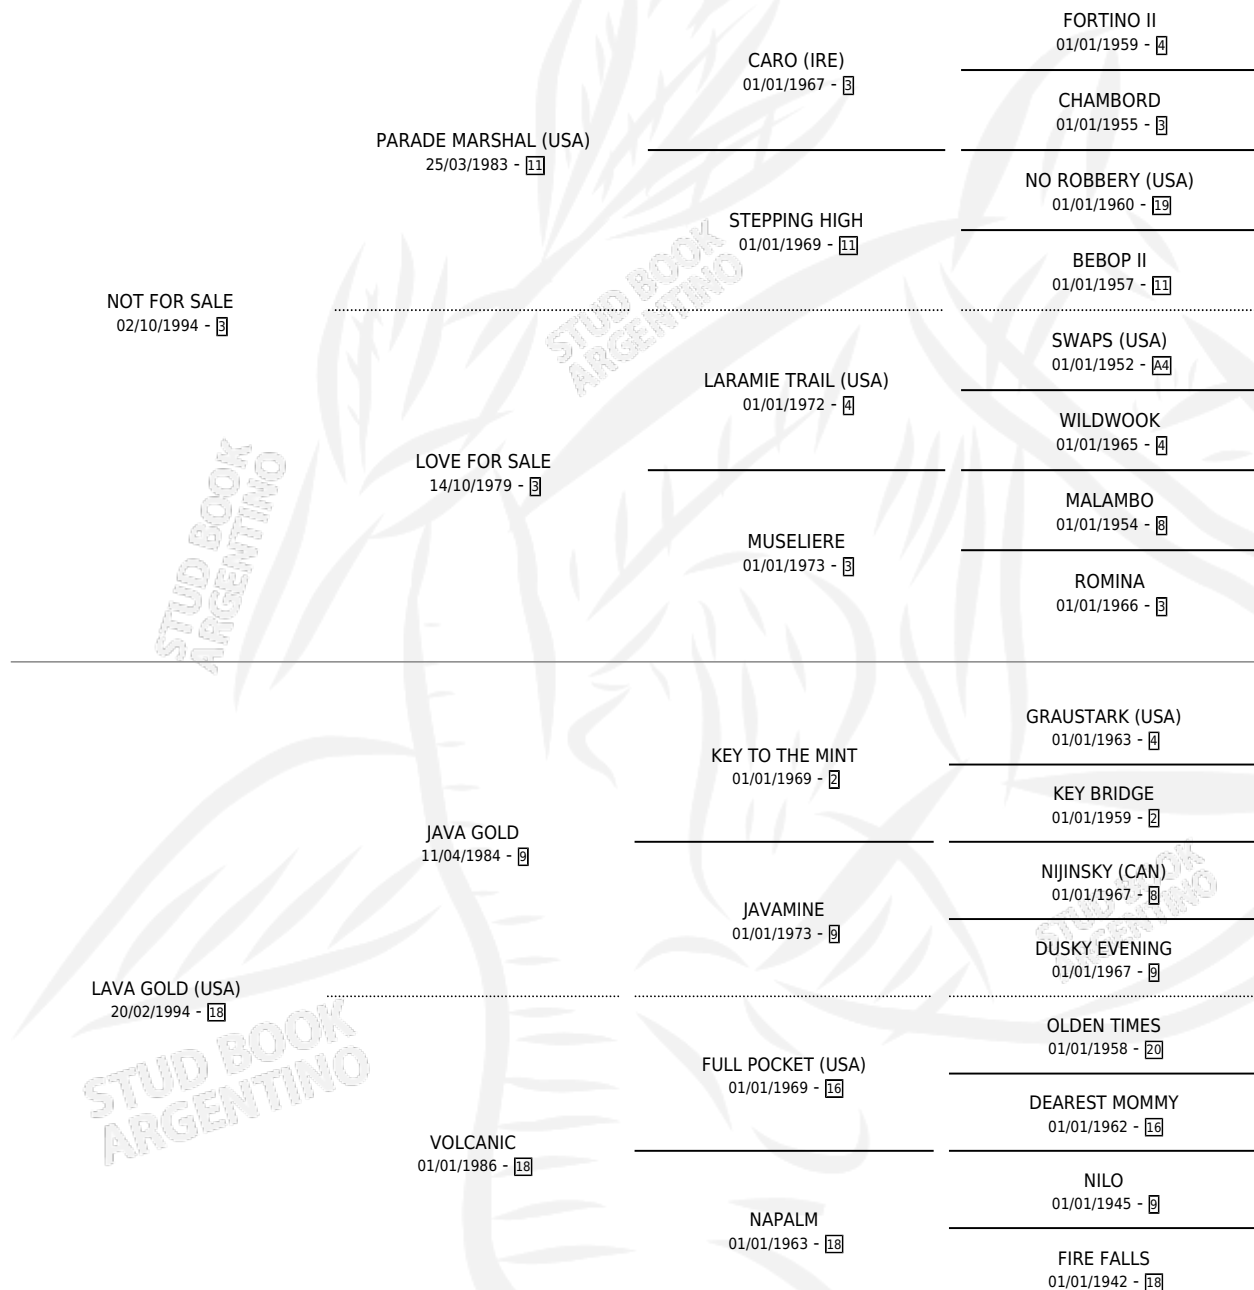 FORTINO II
01/01/1959 - 4
CARO (IRE)
01/01/1967 - 3
CHAMBORD
01/01/1955 - 3
PARADE MARSHAL (USA)
25/03/1983 - 11
NO ROBBERY (USA)
01/01/1960 - 19
STEPPING HIGH
01/01/1969 - 11
BEBOP II
01/01/1957 - 11
NOT FOR SALE
02/10/1994 - 3
SWAPS (USA)
01/01/1952 - A4
LARAMIE TRAIL (USA)
01/01/1972 - 4
WILDWOOK
01/01/1965 - 4
LOVE FOR SALE
14/10/1979 - 3
MALAMBO
01/01/1954 - 8
MUSELIERE
01/01/1973 - 3
ROMINA
01/01/1966 - 3
STUD BOOK
ARGENTINO
STUD BOOK
ARGENTINO
GRAUSTARK (USA)
01/01/1963 - 4
KEY TO THE MINT
01/01/1969 - 2
KEY BRIDGE
01/01/1959 - 2
JAVA GOLD
11/04/1984 - 9
NIJINSKY (CAN)
01/01/1967 - 8
JAVAMINE
01/01/1973 - 9
DUSKY EVENING
01/01/1967 - 9
STUD BOOK
ARGENTINO
LAVA GOLD (USA)
20/02/1994 - 18
OLDEN TIMES
01/01/1958 - 20
FULL POCKET (USA)
01/01/1969 - 16
DEAREST MOMMY
01/01/1962 - 16
STUD BOOK
ARGENTINO
VOLCANIC
01/01/1986 - 18
NILO
01/01/1945 - 9
NAPALM
01/01/1963 - 18
FIRE FALLS
01/01/1942 - 18